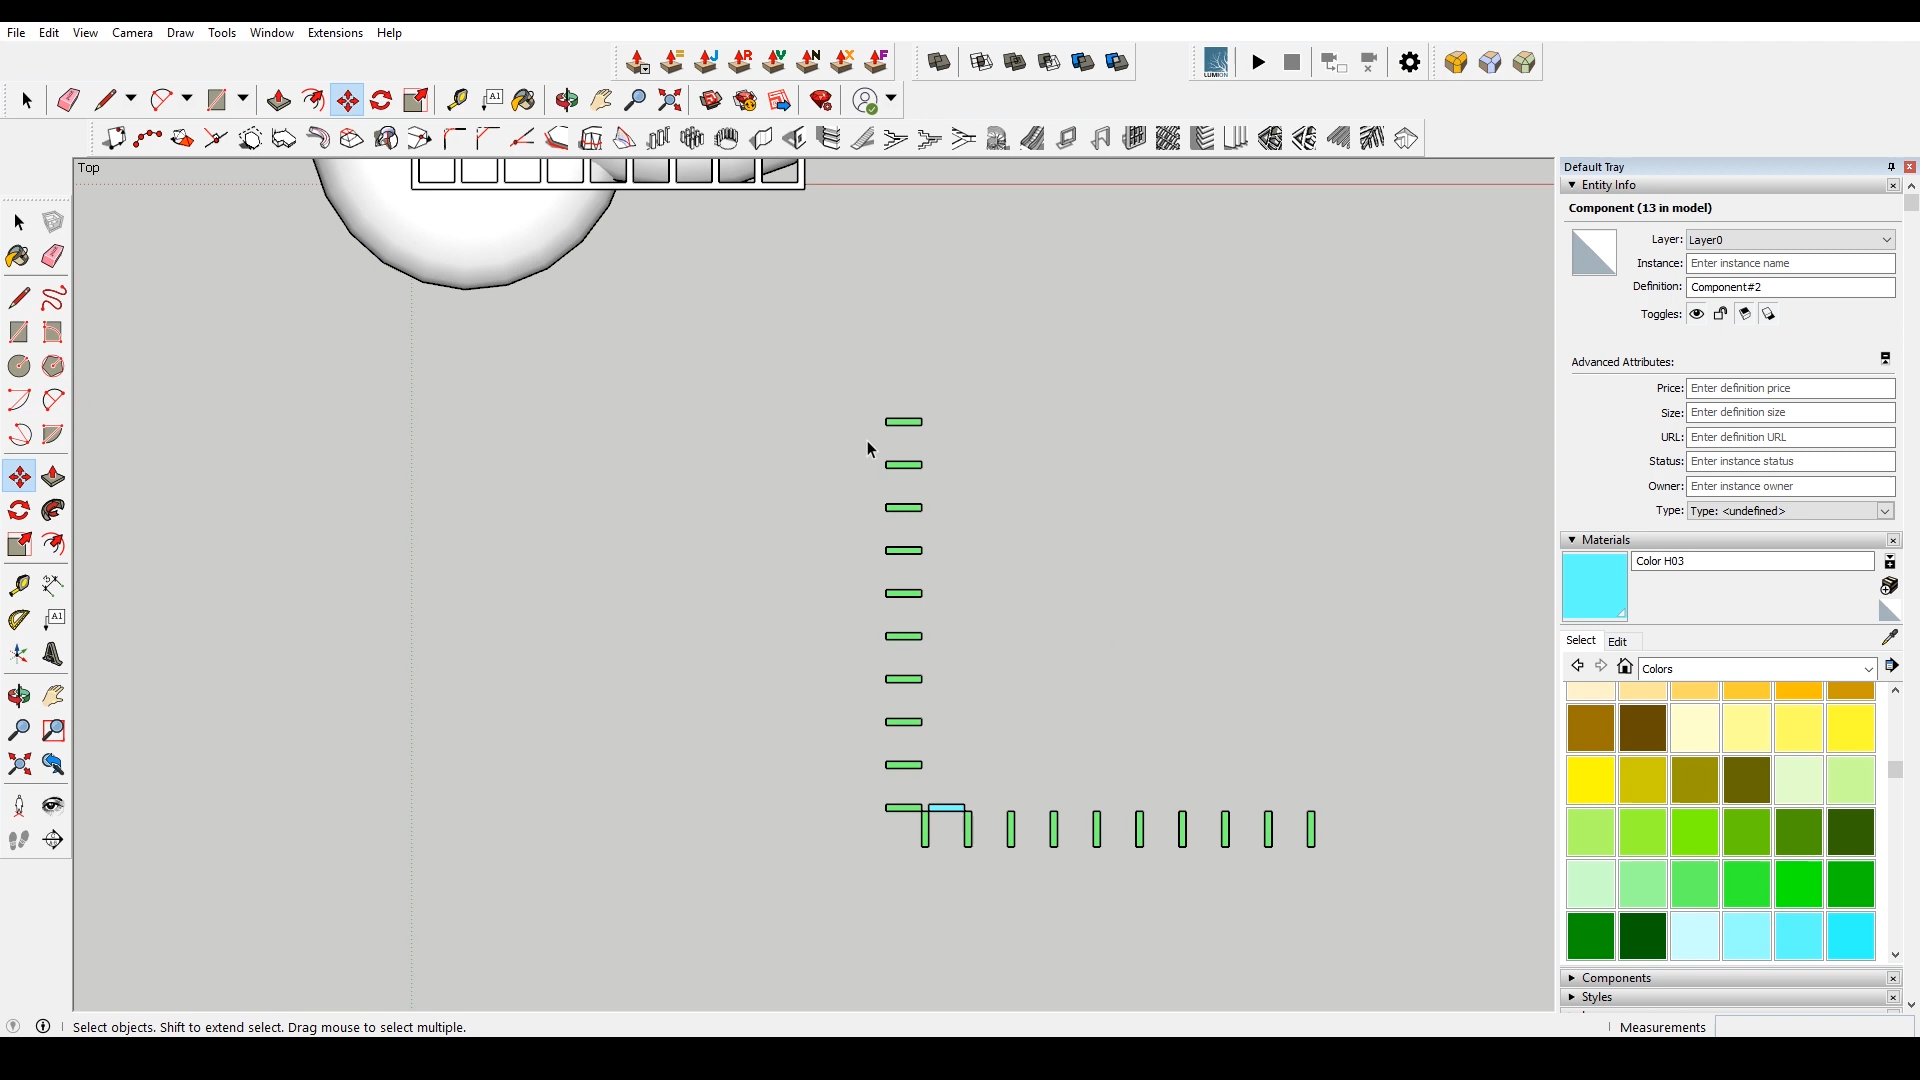 File Edit View Camera Draw Tools Window Extensions Help
J R V N X F
LUMION
A1
Top
Default Tray
Entity Info
Component (13 in model)
Layer: Layer0
Instance: Enter instance name
Definition: Component#2
Toggles:
Advanced Attributes:
Price: Enter definition price
Size: Enter definition size
URL: Enter definition URL
Status: Enter instance status
Owner: Enter instance owner
Type: Type: <undefined>
Materials
Color H03
Select Edit
Colors
A1
Components
Styles
Select objects. Shift to extend select. Drag mouse to select multiple.
Measurements